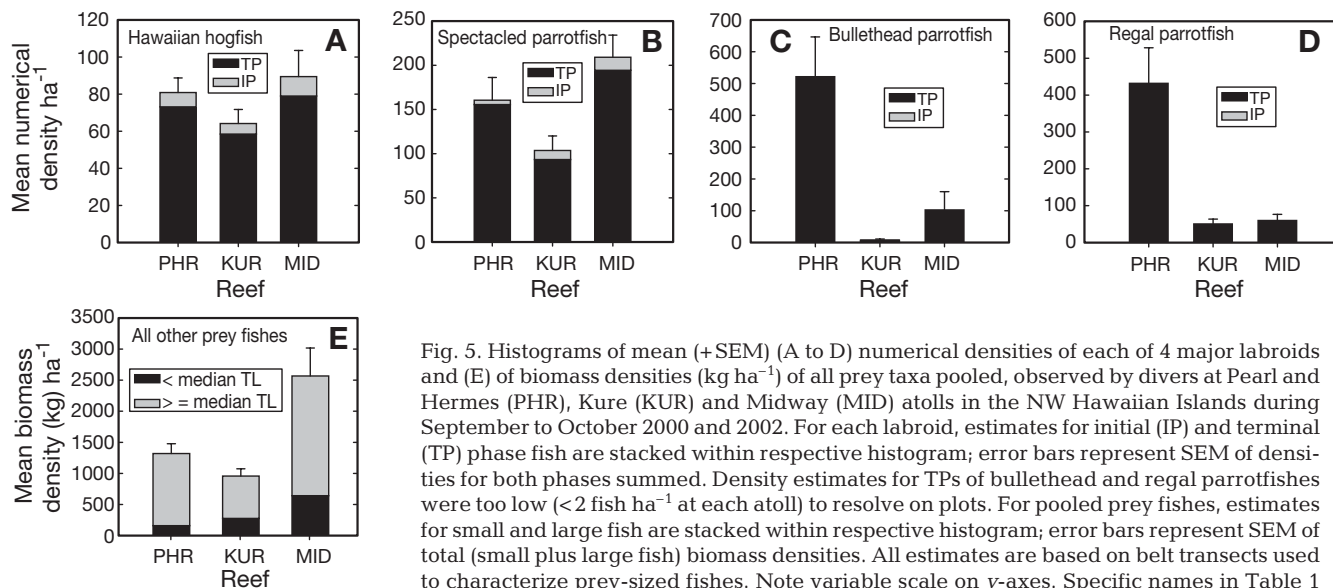 Mean numerical
density ha⁻¹
120
100
80
60
40
20
0
Hawaiian hogfish
A
TP
IP
PHR
KUR
MID
Reef
250
200
150
100
50
0
Spectacled parrotfish
B
TP
IP
PHR
KUR
MID
Reef
700
600
500
400
300
200
100
0
C
Bullethead parrotfish
TP
IP
PHR
KUR
MID
Reef
600
500
400
300
200
100
0
Regal parrotfish
D
TP
IP
PHR
KUR
MID
Reef
Mean biomass
density (kg) ha⁻¹
3500
3000
2500
2000
1500
1000
500
0
All other prey fishes
E
< median TL
> = median TL
PHR
KUR
MID
Reef
Fig. 5. Histograms of mean (+SEM) (A to D) numerical densities of each of 4 major labroids
and (E) of biomass densities (kg ha⁻¹) of all prey taxa pooled, observed by divers at Pearl and
Hermes (PHR), Kure (KUR) and Midway (MID) atolls in the NW Hawaiian Islands during
September to October 2000 and 2002. For each labroid, estimates for initial (IP) and terminal
(TP) phase fish are stacked within respective histogram; error bars represent SEM of densi-
ties for both phases summed. Density estimates for TPs of bullethead and regal parrotfishes
were too low (<2 fish ha⁻¹ at each atoll) to resolve on plots. For pooled prey fishes, estimates
for small and large fish are stacked within respective histogram; error bars represent SEM of
total (small plus large fish) biomass densities. All estimates are based on belt transects used
to characterize prey-sized fishes. Note variable scale on y-axes. Specific names in Table 1